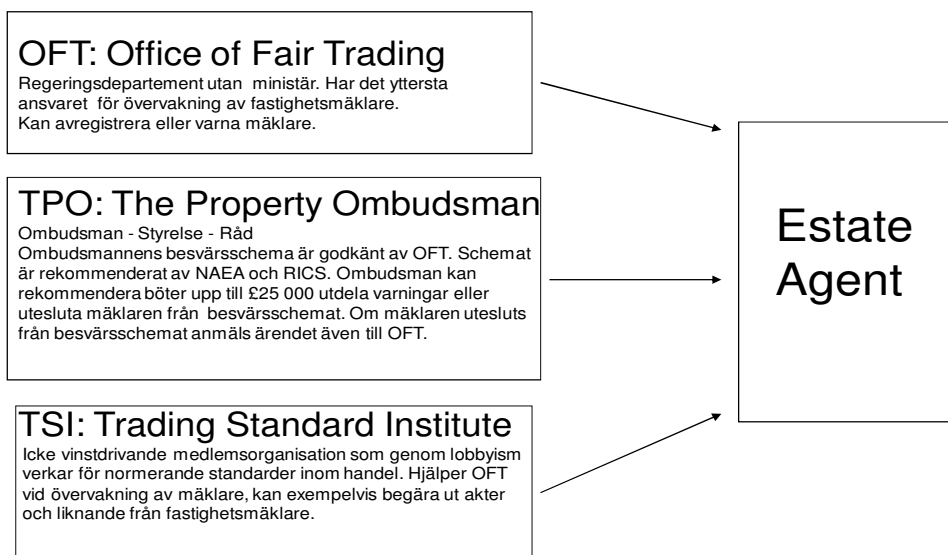 OFT: Office of Fair Trading
Regeringsdepartement utan ministär. Har det yttersta
ansvaret för övervakning av fastighetsmäklare.
Kan avregistrera eller varna mäklare.
TPO: The Property Ombudsman
Ombudsman - Styrelse - Råd
Ombudsmannens besvärsschema är godkänt av OFT. Schemat
är rekommenderat av NAEA och RICS. Ombudsman kan
rekommendera böter upp till £25 000 utdela varningar eller
utesluta mäklaren från besvärsschemat. Om mäklaren utesluts
från besvärsschemat anmäls ärendet även till OFT.
TSI: Trading Standard Institute
Icke vinstdrivande medlemsorganisation som genom lobbyism
verkar för normerande standarder inom handel. Hjälper OFT
vid övervakning av mäklare, kan exempelvis begära ut akter
och liknande från fastighetsmäklare.
Estate
Agent